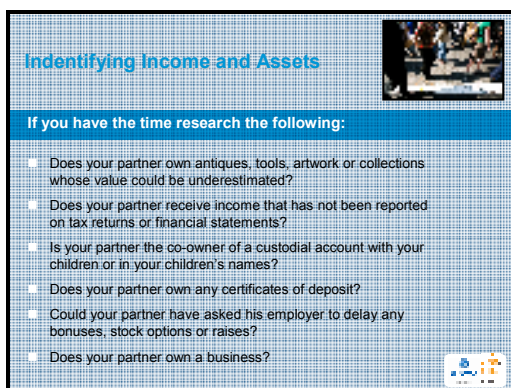 Indentifying Income and Assets
If you have the time research the following:
Does your partner own antiques, tools, artwork or collections
whose value could be underestimated?
Does your partner receive income that has not been reported
on tax returns or financial statements?
Is your partner the co-owner of a custodial account with your
children or in your children's names?
Does your partner own any certificates of deposit?
Could your partner have asked his employer to delay any
bonuses, stock options or raises?
Does your partner own a business?